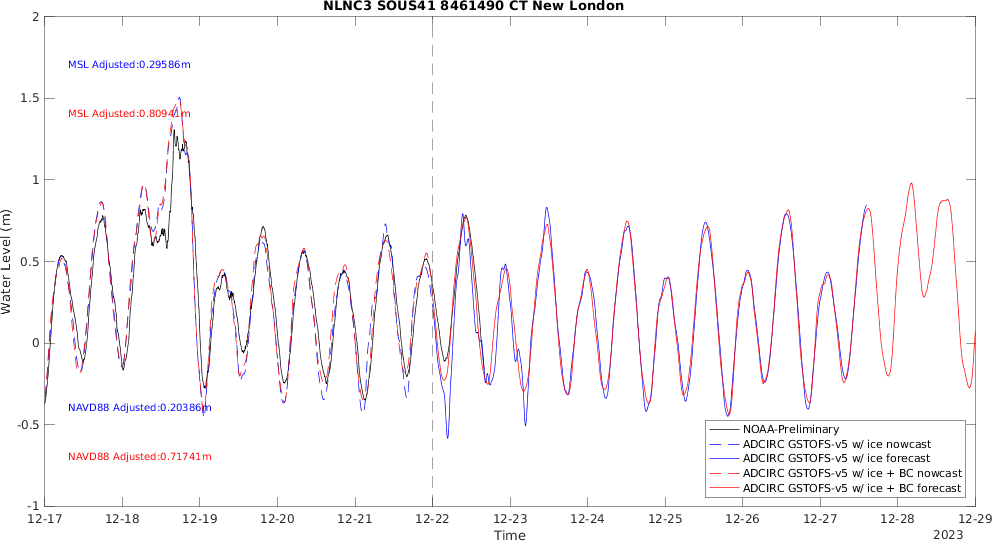 NLNC3 SOUS41 8461490 CT New London
2
1.5
1
0.5
0
-0.5
-1
Water Level (m)
MSL Adjusted:0.29586m
MSL Adjusted:0.80941m
NAVD88 Adjusted:0.20386m
NAVD88 Adjusted:0.71741m
NOAA-Preliminary
ADCIRC GSTOFS-v5 w/ ice nowcast
ADCIRC GSTOFS-v5 w/ ice forecast
ADCIRC GSTOFS-v5 w/ ice + BC nowcast
ADCIRC GSTOFS-v5 w/ ice + BC forecast
12-17 12-18 12-19 12-20 12-21 12-22 12-23 12-24 12-25 12-26 12-27 12-28 12-29
Time
2023